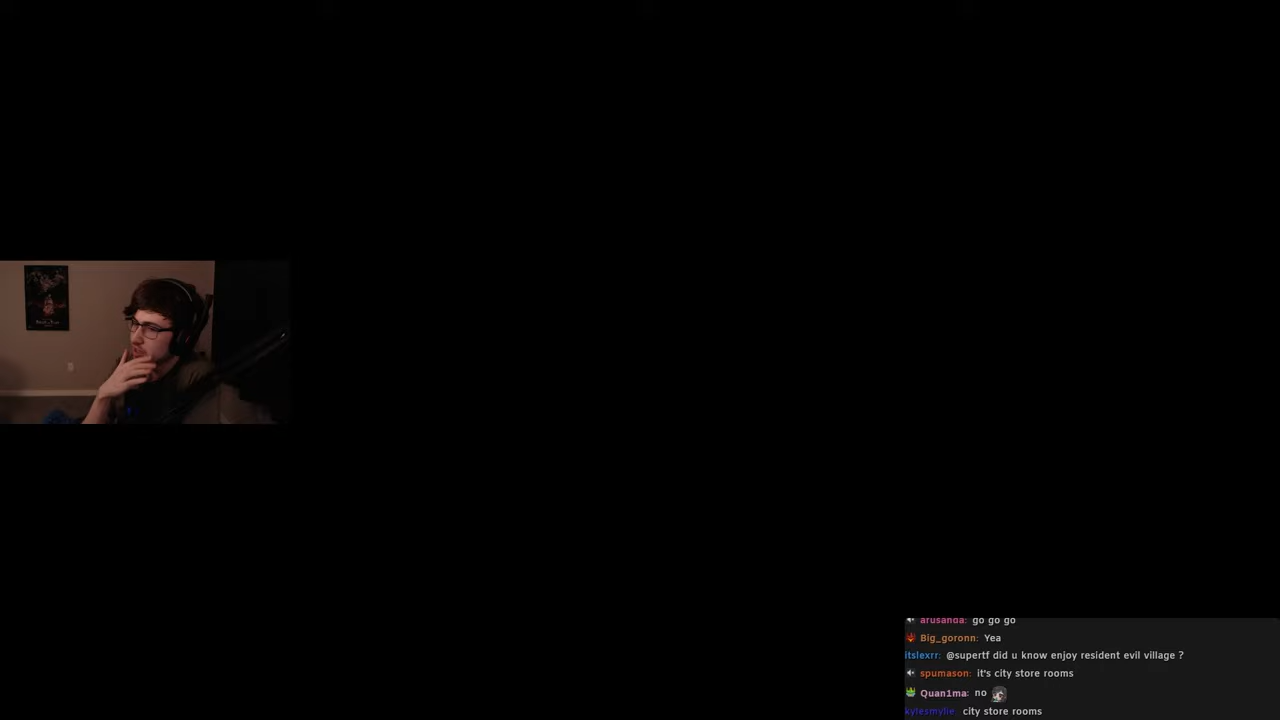 arusanda: go go go
Big_goronn: Yea
itslexrr: @supertf did u know enjoy resident evil village ?
spumason: it's city store rooms
Quan1ma: no
kylesmylie: city store rooms